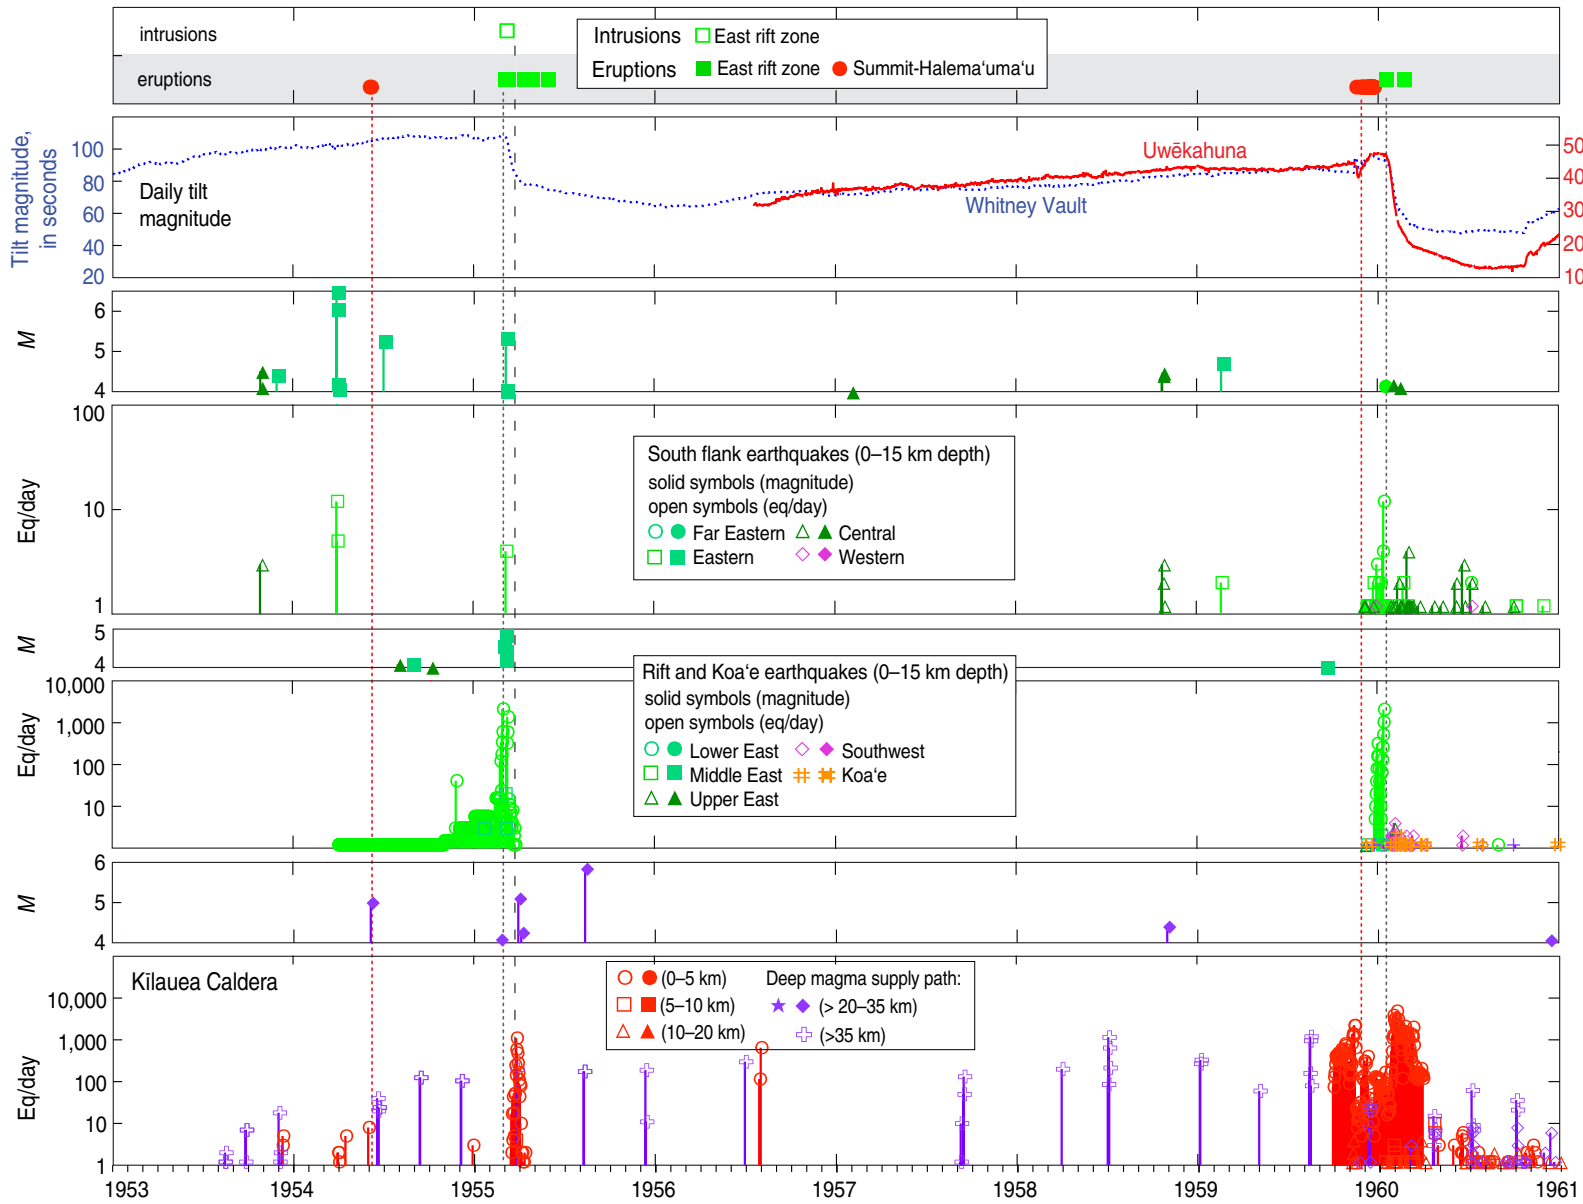 intrusions
eruptions
Intrusions East rift zone
Eruptions East rift zone Summit-Halemaʻumaʻu
Tilt magnitude,
in seconds
100
80
60
40
20
Daily tilt
magnitude
Uwēkahuna
Whitney Vault
50
40
30
20
10
M
6
5
4
Eq/day
100
10
1
South flank earthquakes (0–15 km depth)
solid symbols (magnitude)
open symbols (eq/day)
Far Eastern Central
Eastern Western
M
5
4
Eq/day
10,000
1,000
100
10
Rift and Koaʻe earthquakes (0–15 km depth)
solid symbols (magnitude)
open symbols (eq/day)
Lower East Southwest
Middle East Koaʻe
Upper East
M
6
5
4
Kīlauea Caldera
Eq/day
10,000
1,000
100
10
1
(0–5 km) Deep magma supply path:
(5–10 km) (> 20–35 km)
(10–20 km) (>35 km)
1953 1954 1955 1956 1957 1958 1959 1960 1961